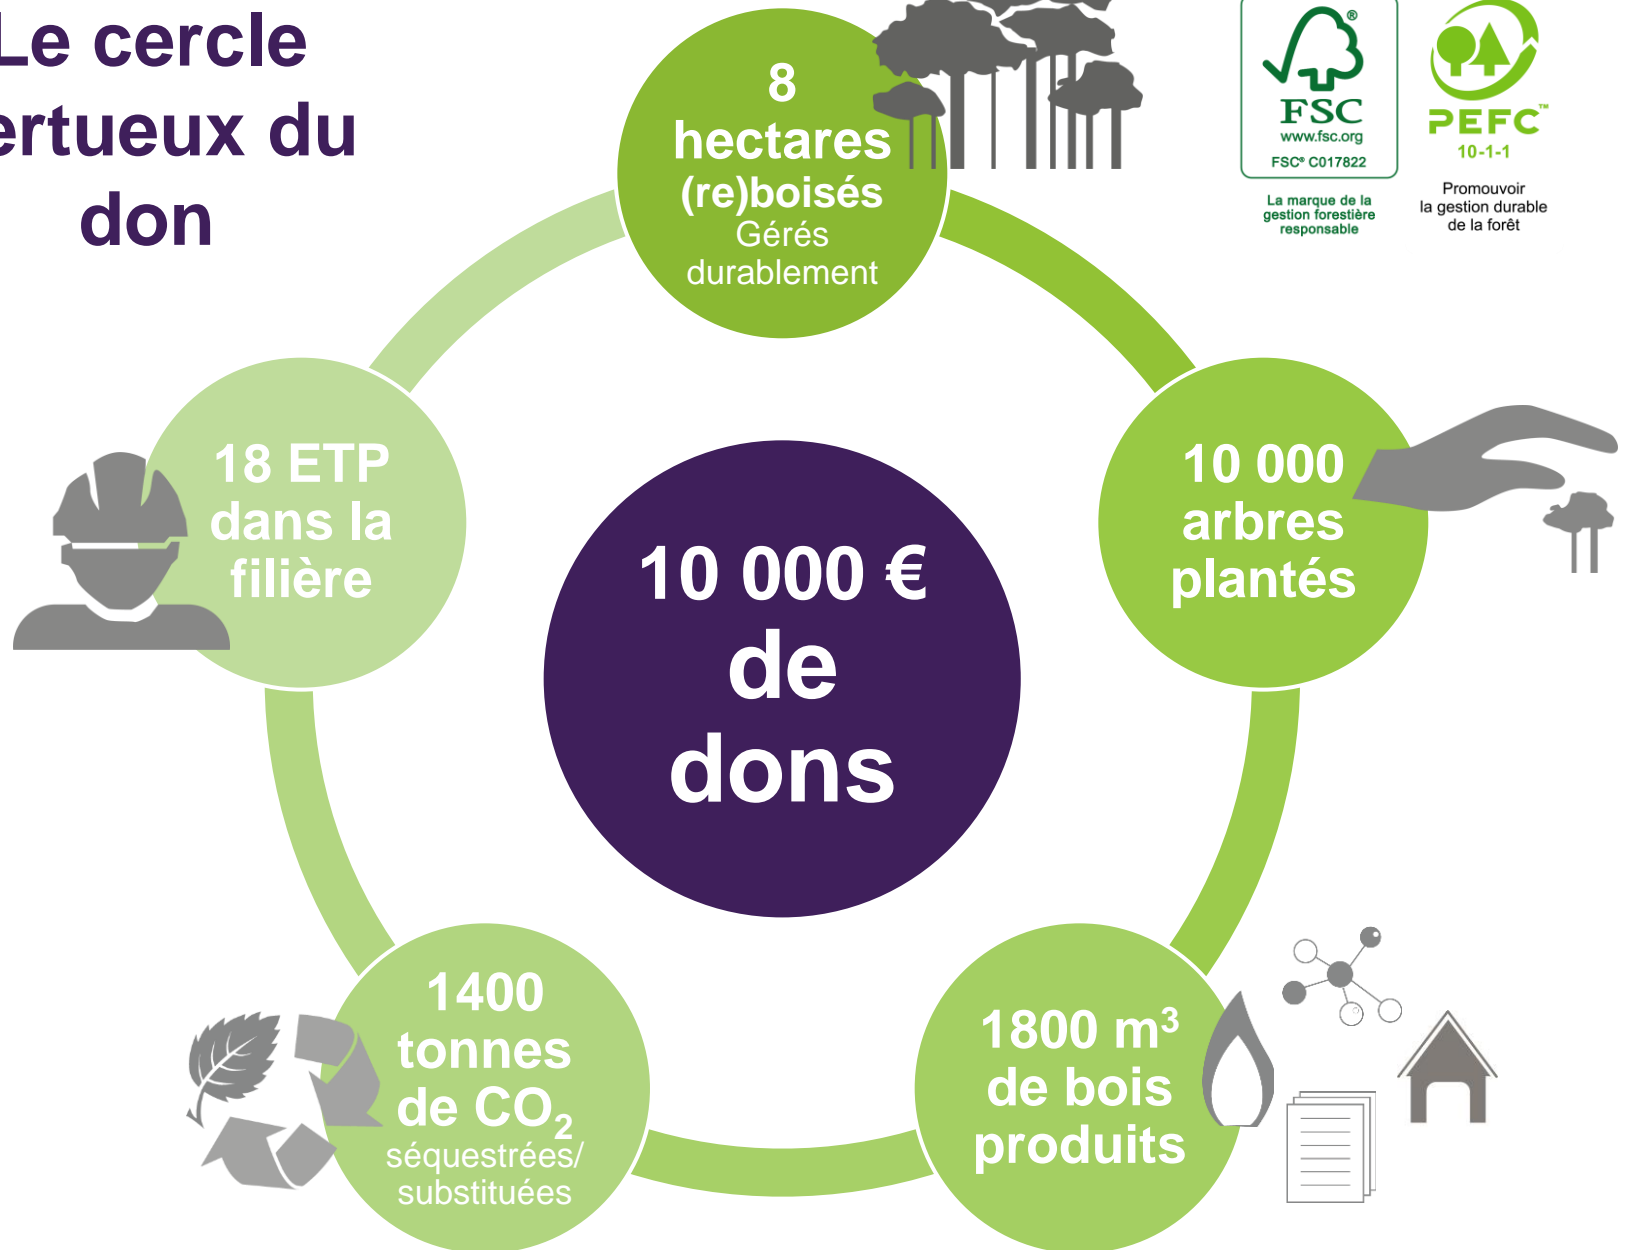 Le cercle
ertueux du
don
8
hectares
(re)boisés
Gérés
durablement
®
FSC
www.fsc.org
FSC® C017822
La marque de la
gestion forestière
responsable
PEFC™
10-1-1
Promouvoir
la gestion durable
de la forêt
18 ETP
dans la
filière
10 000
arbres
plantés
10 000 €
de
dons
1400
tonnes
de CO₂
séquestrées/
substituées
1800 m³
de bois
produits